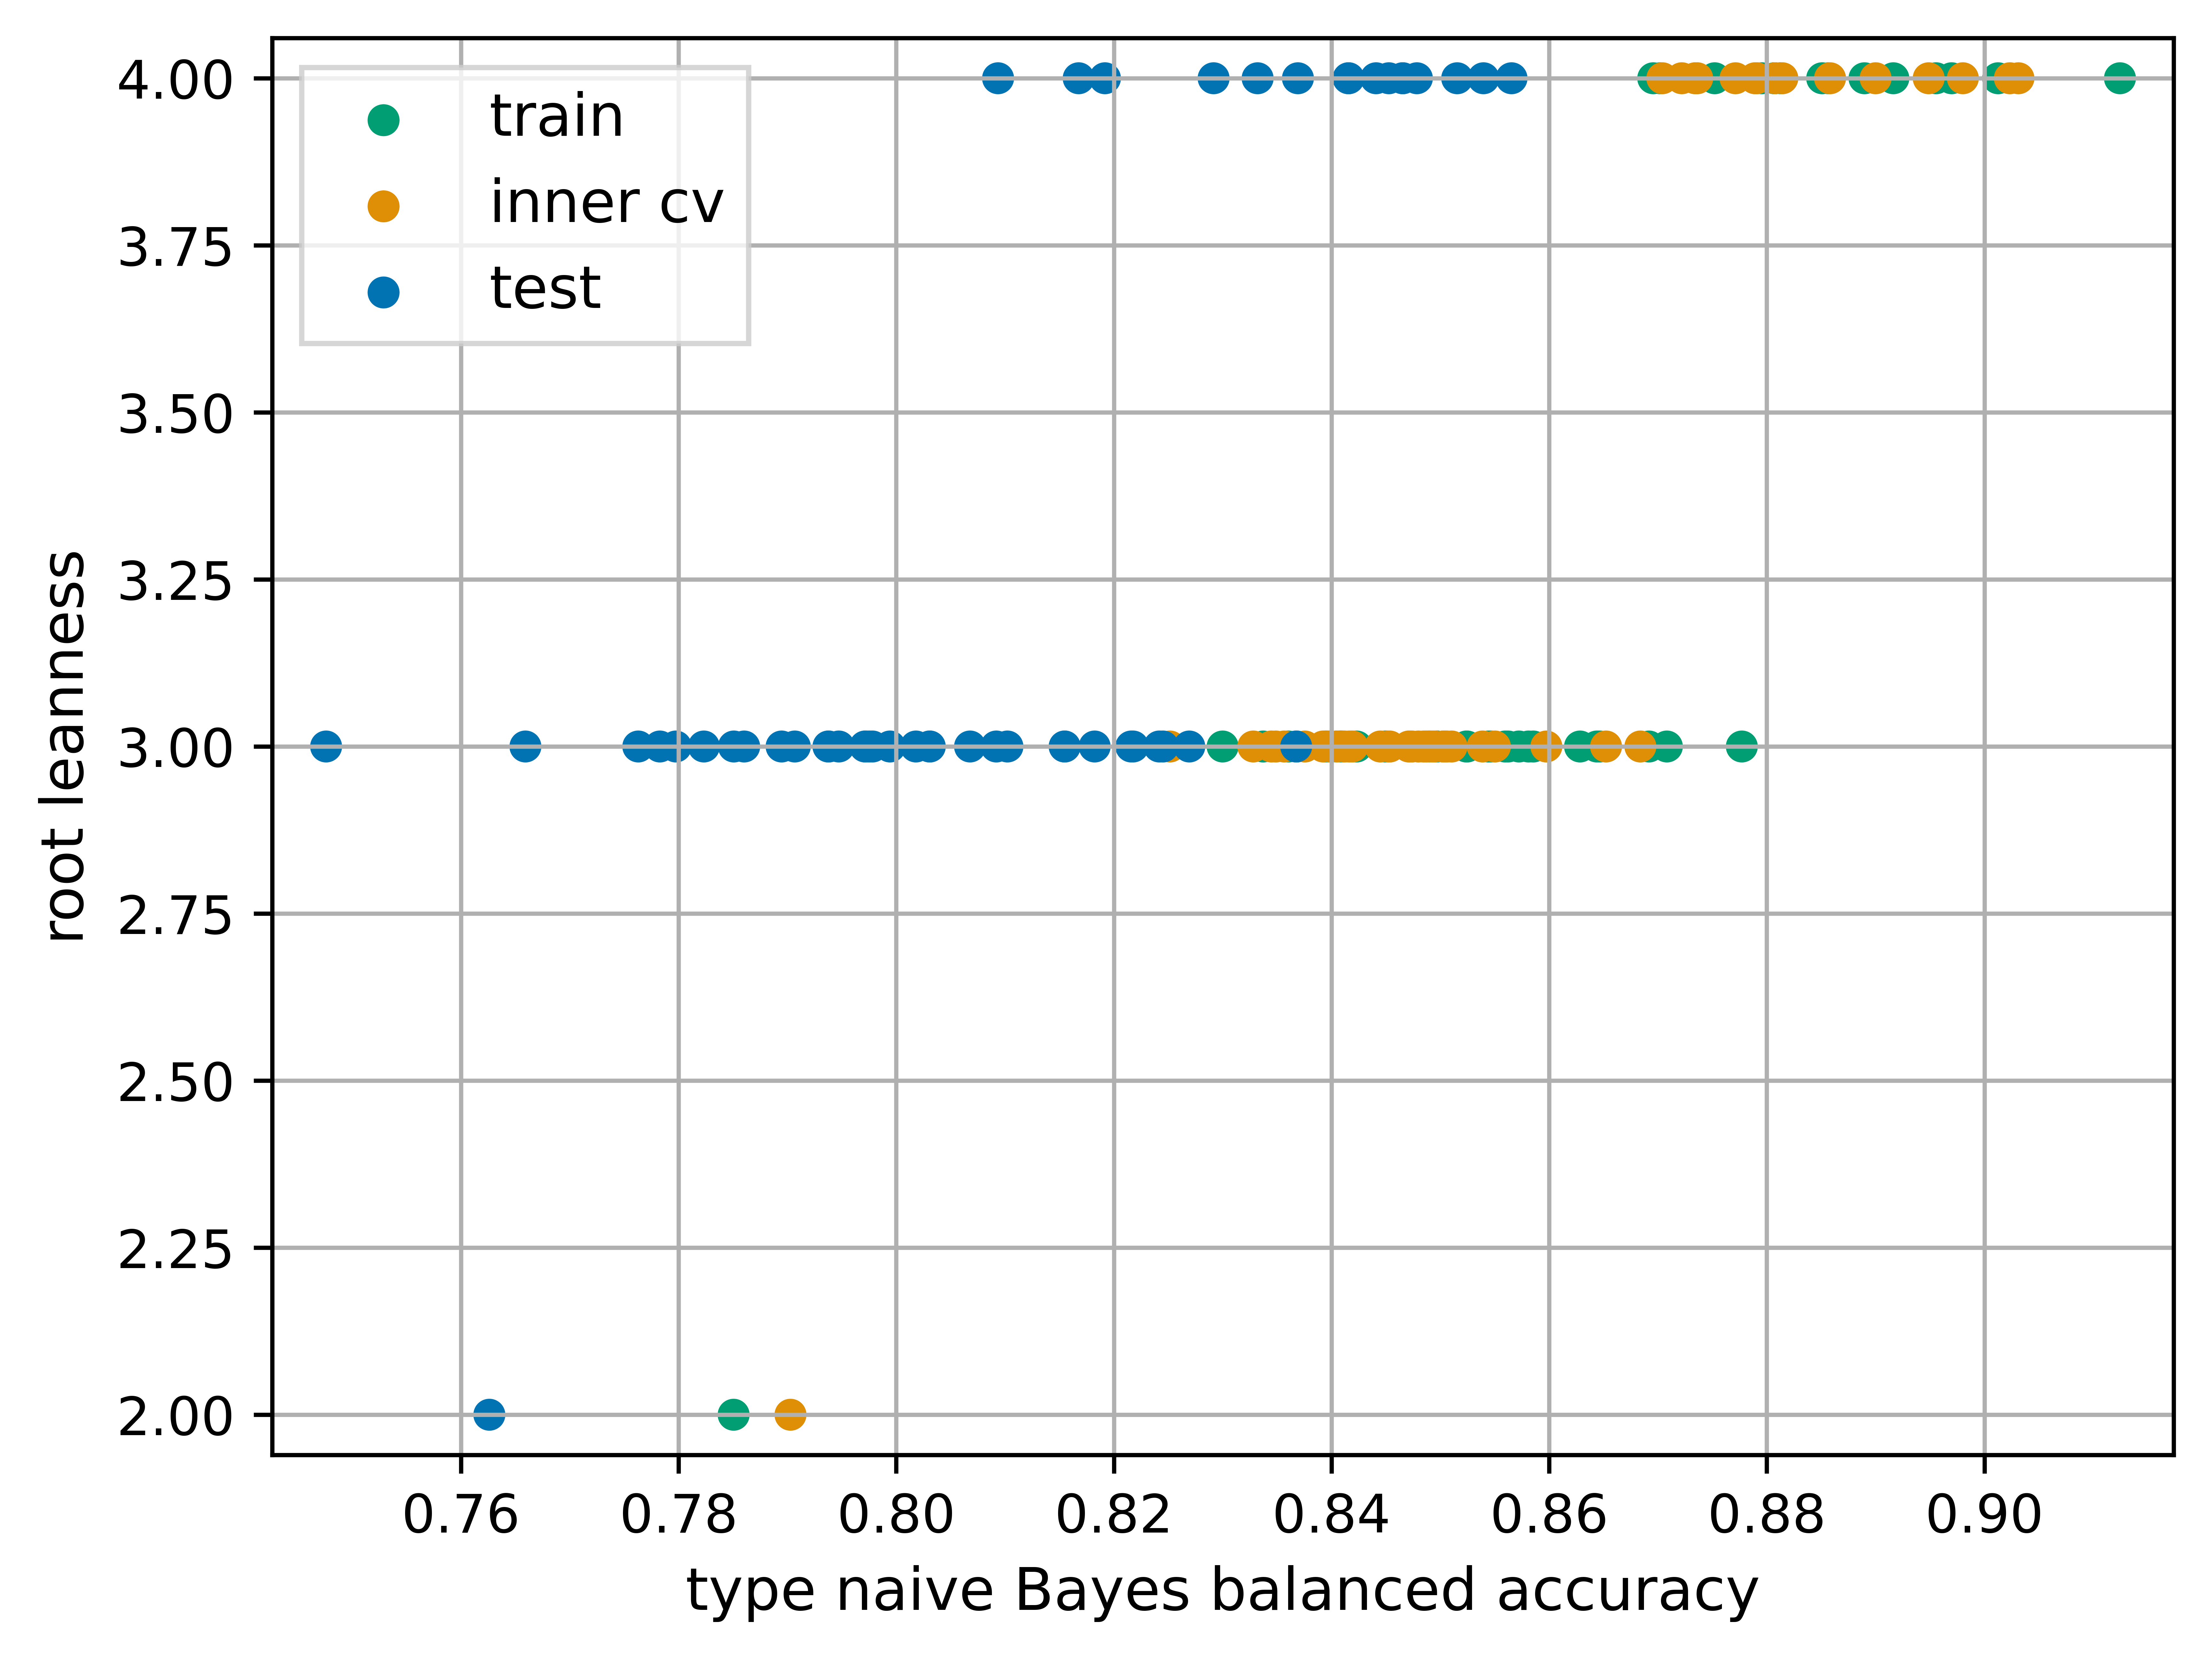 train
inner cv
test
4.00
3.75
3.50
3.25
3.00
2.75
2.50
2.25
2.00
root leanness
0.76 0.78 0.80 0.82 0.84 0.86 0.88 0.90
type naive Bayes balanced accuracy